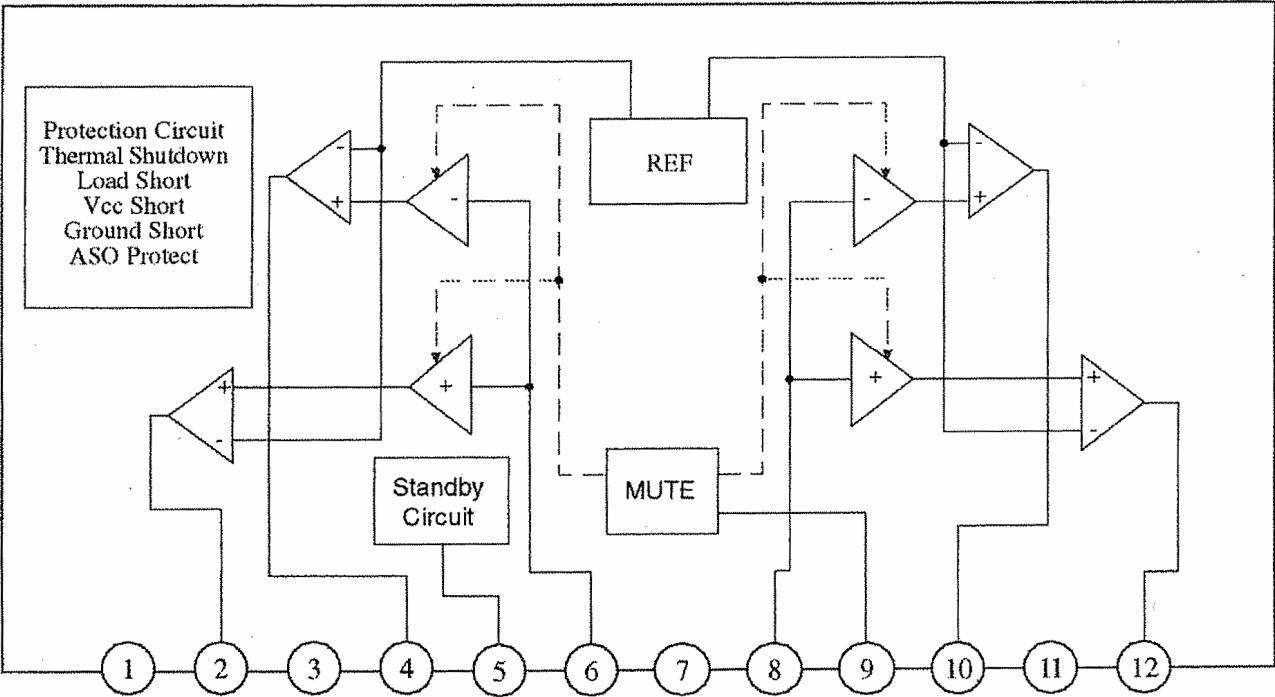 Protection Circuit
Thermal Shutdown
Load Short
Vcc Short
Ground Short
ASO Protect
REF
-
+
-
-
-
+
+
-
+
+
+
-
Standby
Circuit
MUTE
1 2 3 4 5 6 7 8 9 10 11 12